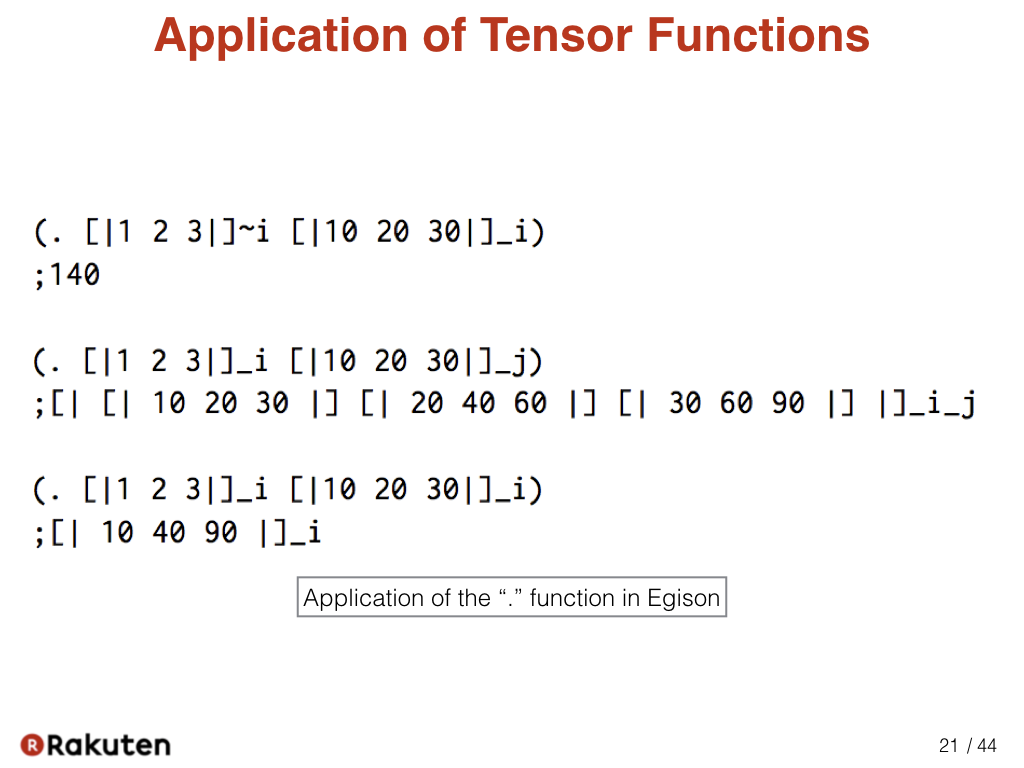 Application of Tensor Functions
(. [|1 2 3|]~i [|10 20 30|]_i)
;140
(. [|1 2 3|]_i [|10 20 30|]_j)
;[| [| 10 20 30 |] [| 20 40 60 |] [| 30 60 90 |] |]_i_j
(. [|1 2 3|]_i [|10 20 30|]_i)
;[| 10 40 90 |]_i
Application of the “.” function in Egison
R Rakuten
21 / 44